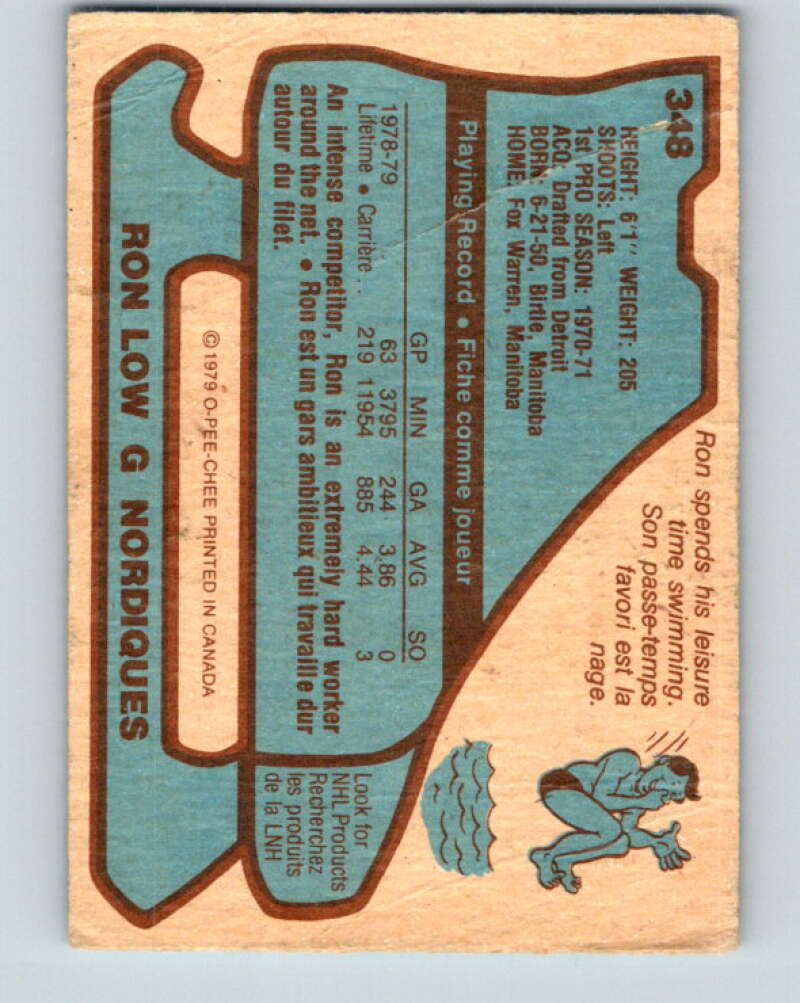 348
HEIGHT: 6'1" WEIGHT: 205
SHOOTS: Left
1st PRO SEASON: 1970-71
ACQ: Drafted from Detroit
BORN: 6-21-50, Birtle, Manitoba
HOME: Fox Warren, Manitoba
Ron spends his leisure
time swimming.
Son passe-temps
favori est la
nage.
Playing Record • Fiche comme joueur
GP MIN GA AVG SO
1978-79 63 3795 244 3.86 0
Lifetime • Carrière . . 219 11954 885 4.44 3
An intense competitor, Ron is an extremely hard worker
around the net. • Ron est un gars ambitieux qui travaille dur
autour du filet.
Look for
NHL Products
Recherchez
les produits
de la LNH
© 1979 O-PEE-CHEE PRINTED IN CANADA
RON LOW G NORDIQUES